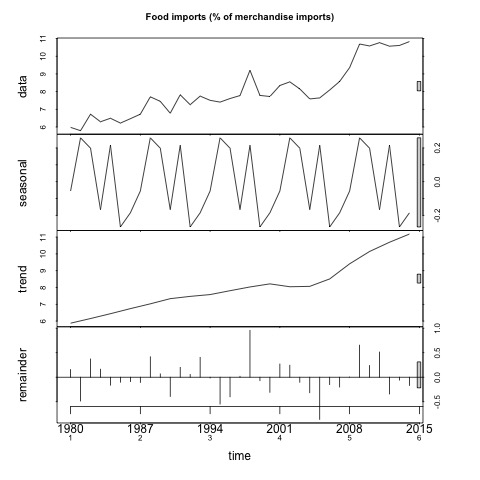 Food imports (% of merchandise imports)
data
6 7 8 9 10 11
seasonal
-0.2 0.0 0.2
trend
6 7 8 9 10 11
remainder
-0.5 0.0 0.5 1.0
1980 1987 1994 2001 2008 2015
1 2 3 4 5 6
time